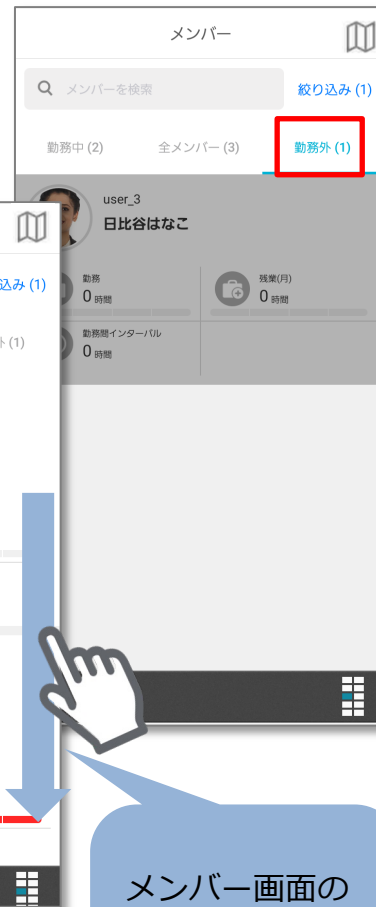 メンバー
メンバーを検索
絞り込み (1)
勤務中 (2)
全メンバー (3)
勤務外 (1)
user_3
日比谷はなこ
勤務
0 時間
残業(月)
0 時間
勤務間インターバル
0 時間
込み (1)
(1)
メンバー画面の